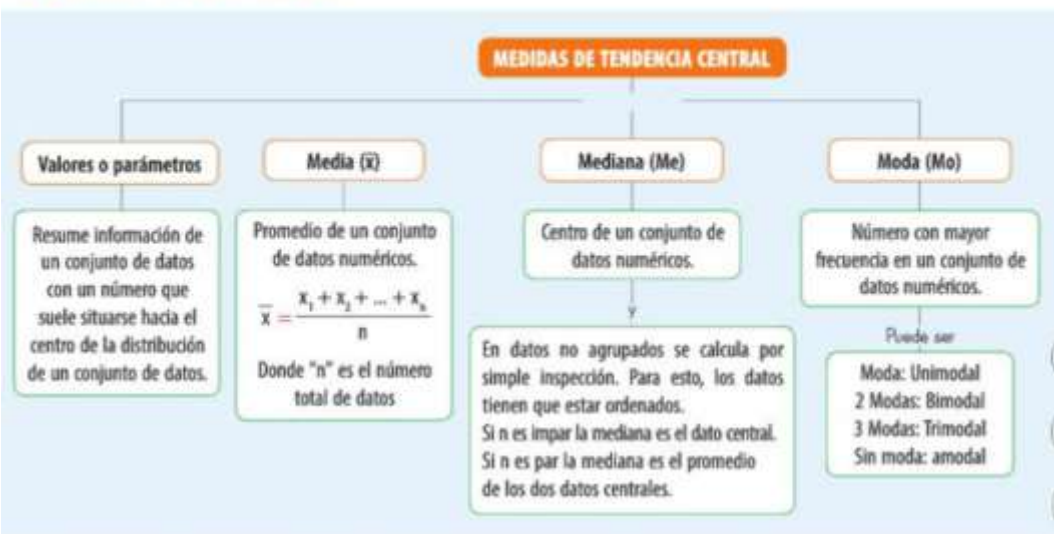 MEDIDAS DE TENDENCIA CENTRAL
Valores o parámetros
Resume información de
un conjunto de datos
con un número que
suele situarse hacia el
centro de la distribución
de un conjunto de datos.
Media (x̅)
Promedio de un conjunto
de datos numéricos.
x̅ = (x₁ + x₂ + ... + xₙ) / n
Donde "n" es el número
total de datos
Mediana (Me)
Centro de un conjunto de
datos numéricos.
y
En datos no agrupados se calcula por
simple inspección. Para esto, los datos
tienen que estar ordenados.
Si n es impar la mediana es el dato central.
Si n es par la mediana es el promedio
de los dos datos centrales.
Moda (Mo)
Número con mayor
frecuencia en un conjunto de
datos numéricos.
Puede ser
Moda: Unimodal
2 Modas: Bimodal
3 Modas: Trimodal
Sin moda: amodal